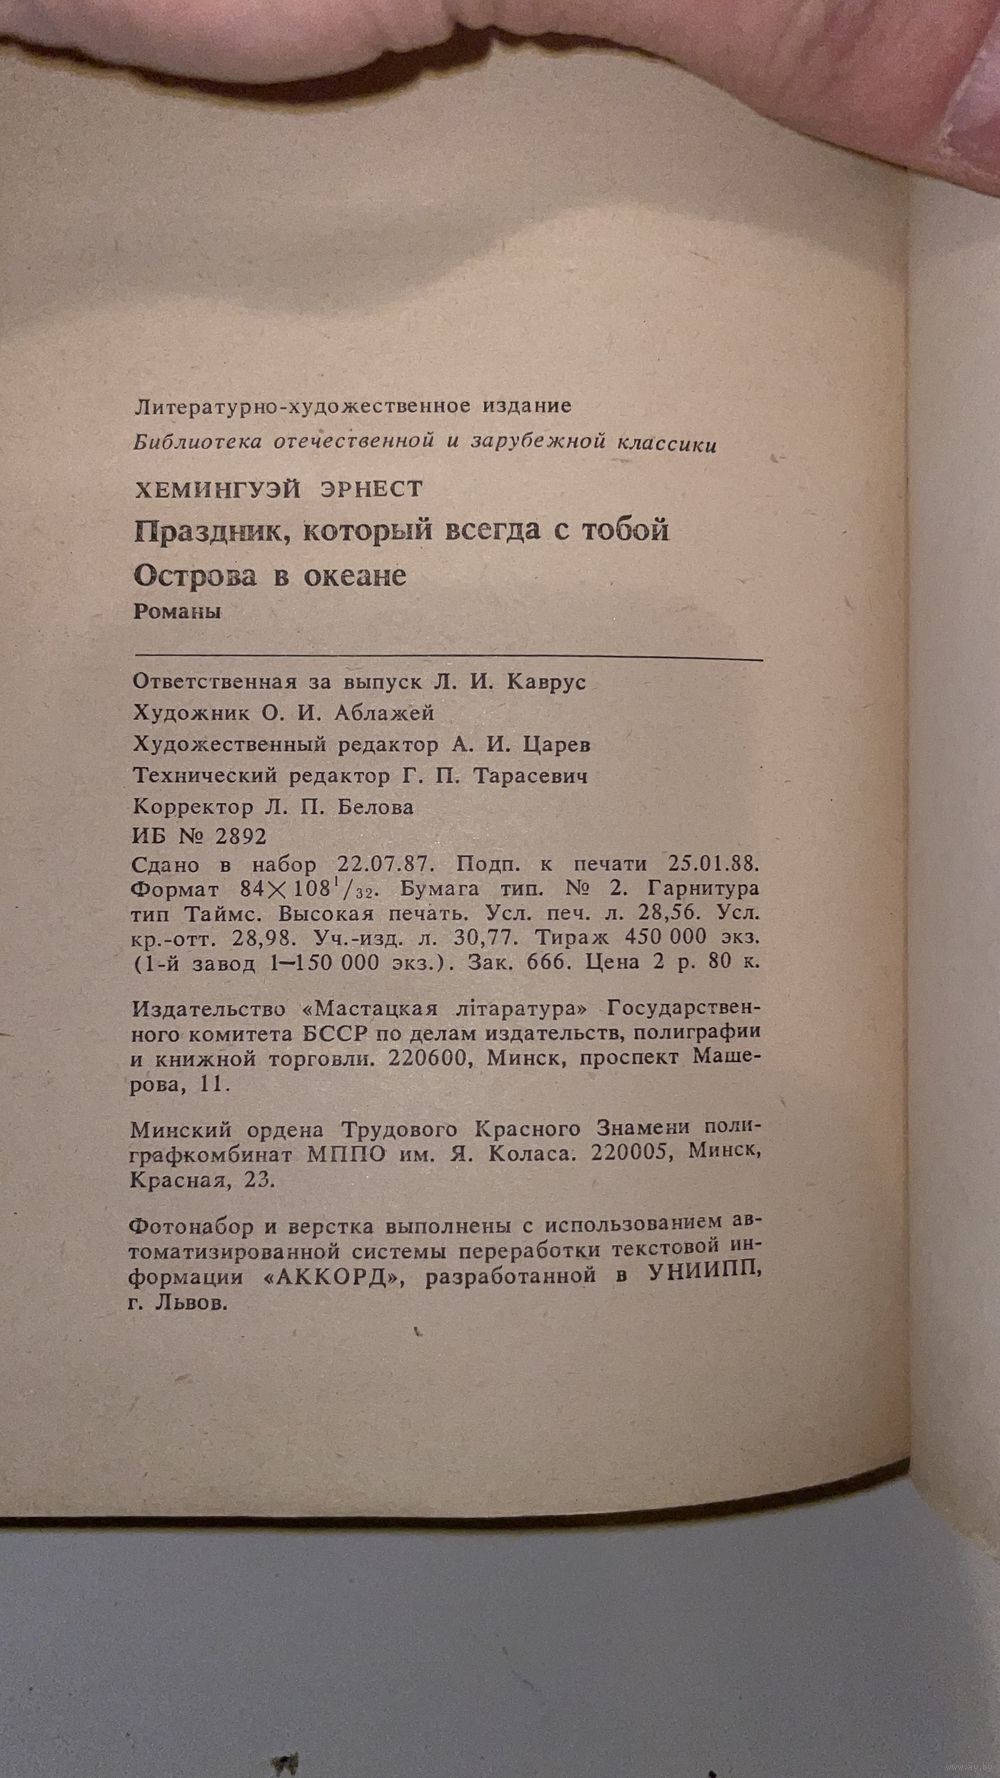 Литературно-художественное издание
Библиотека отечественной и зарубежной классики
ХЕМИНГУЭЙ ЭРНЕСТ
Праздник, который всегда с тобой
Острова в океане
Романы
Ответственная за выпуск Л. И. Каврус
Художник О. И. Аблажей
Художественный редактор А. И. Царев
Технический редактор Г. П. Тарасевич
Корректор Л. П. Белова
ИБ № 2892
Сдано в набор 22.07.87. Подп. к печати 25.01.88.
Формат 84×108¹/₃₂. Бумага тип. № 2. Гарнитура
тип Таймс. Высокая печать. Усл. печ. л. 28,56. Усл.
кр.-отт. 28,98. Уч.-изд. л. 30,77. Тираж 450 000 экз.
(1-й завод 1—150 000 экз.). Зак. 666. Цена 2 р. 80 к.
Издательство «Мастацкая літаратура» Государствен-
ного комитета БССР по делам издательств, полиграфии
и книжной торговли. 220600, Минск, проспект Маше-
рова, 11.
Минский ордена Трудового Красного Знамени поли-
графкомбинат МППО им. Я. Коласа. 220005, Минск,
Красная, 23.
Фотонабор и верстка выполнены с использованием ав-
томатизированной системы переработки текстовой ин-
формации «АККОРД», разработанной в УНИИПП,
г. Львов.